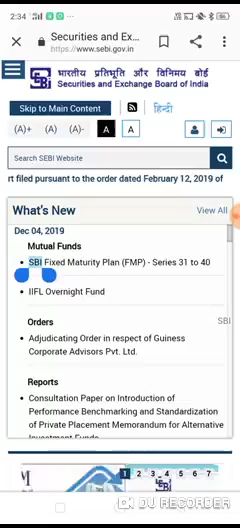 2:34
Securities and Ex...
https://www.sebi.gov.in
भारतीय प्रतिभूति और विनिमय बोर्ड
Securities and Exchange Board of India
Skip to Main Content
हिन्दी
(A)+ (A) (A)- A A
Search SEBI Website
rt filed pursuant to the order dated February 12, 2019 of
What's New
View All
Dec 04, 2019
Mutual Funds
SBI Fixed Maturity Plan (FMP) - Series 31 to 40
IIFL Overnight Fund
Orders
SBI
Adjudicating Order in respect of Guiness
Corporate Advisors Pvt. Ltd.
Reports
Consultation Paper on Introduction of
Performance Benchmarking and Standardization
of Private Placement Memorandum for Alternative
Investment Funds
1 2 3 4 5 6 7
DU RECORDER